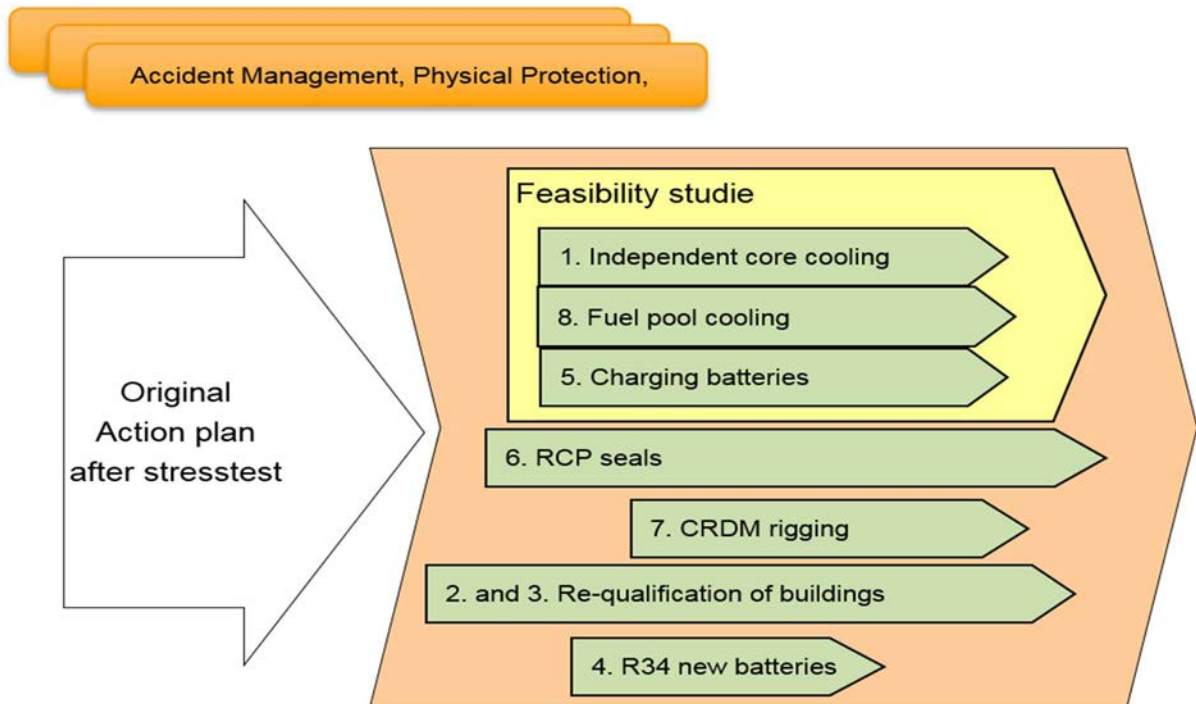 Accident Management, Physical Protection,
Feasibility studie
1. Independent core cooling
8. Fuel pool cooling
5. Charging batteries
Original
Action plan
after stresstest
6. RCP seals
7. CRDM rigging
2. and 3. Re-qualification of buildings
4. R34 new batteries